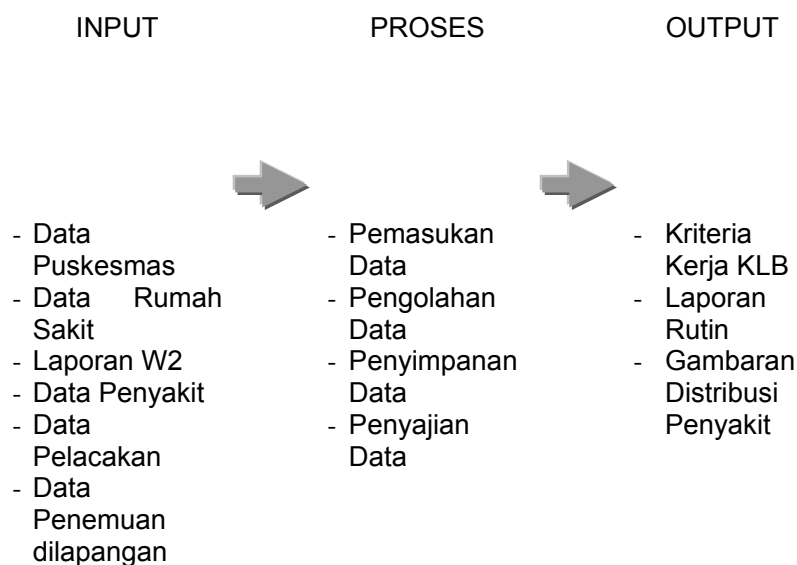 INPUT
PROSES
OUTPUT
- Data
Puskesmas
- Data Rumah
Sakit
- Laporan W2
- Data Penyakit
- Data
Pelacakan
- Data
Penemuan
dilapangan
- Pemasukan
Data
- Pengolahan
Data
- Penyimpanan
Data
- Penyajian
Data
- Kriteria
Kerja KLB
- Laporan
Rutin
- Gambaran
Distribusi
Penyakit